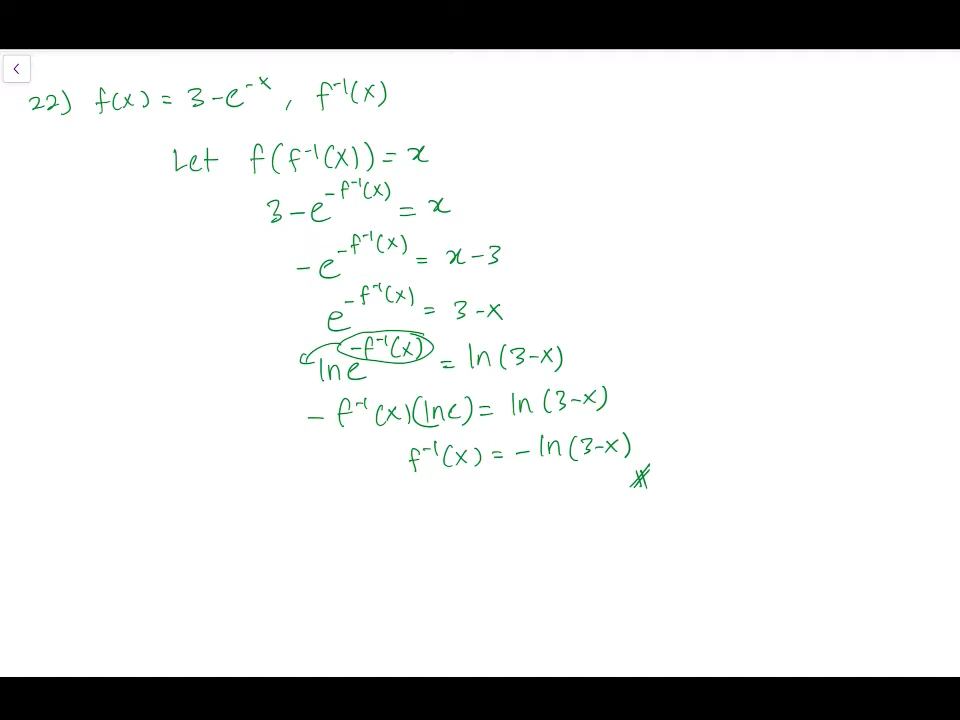 22) f(x) = 3 - e^{-x}, f⁻¹(x)
Let f(f⁻¹(x)) = x
3 - e^{-f⁻¹(x)} = x
- e^{-f⁻¹(x)} = x - 3
e^{-f⁻¹(x)} = 3 - x
ln e^{-f⁻¹(x)} = ln(3-x)
- f⁻¹(x)(ln e) = ln(3-x)
f⁻¹(x) = - ln(3-x)